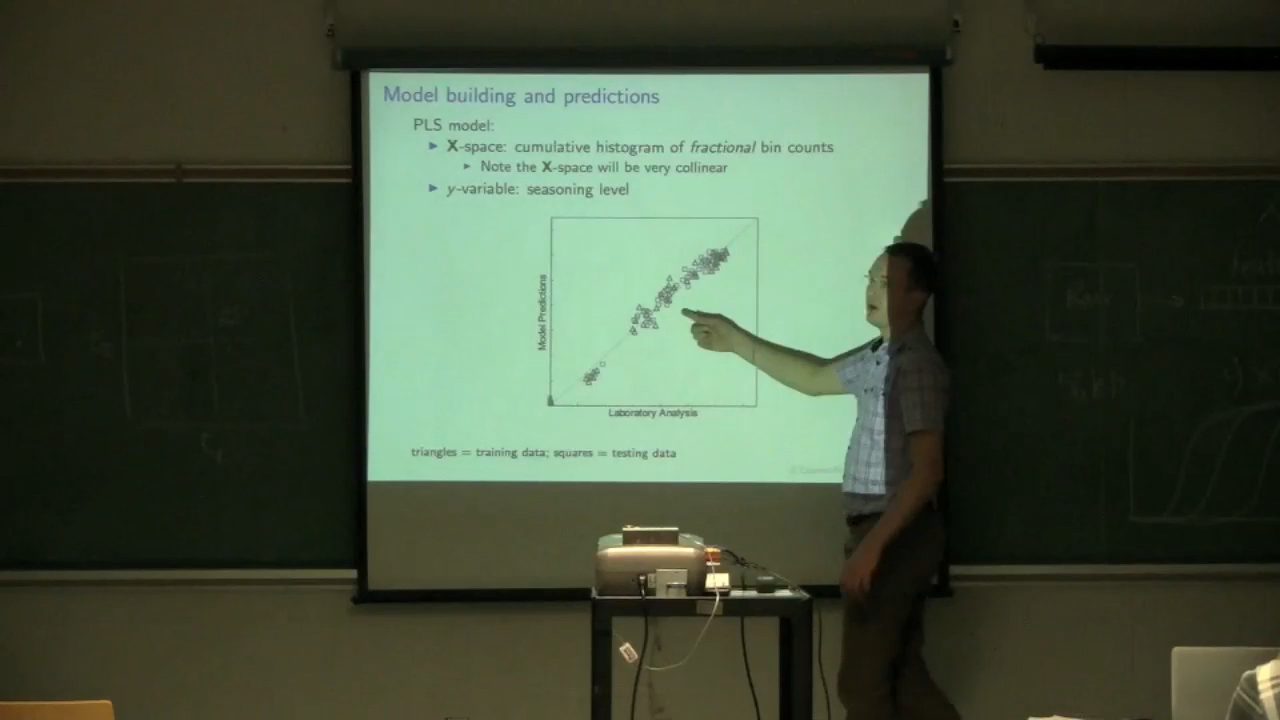 Model building and predictions
PLS model:
X-space: cumulative histogram of fractional bin counts
Note the X-space will be very collinear
y-variable: seasoning level
Model Predictions
Laboratory Analysis
triangles = training data; squares = testing data